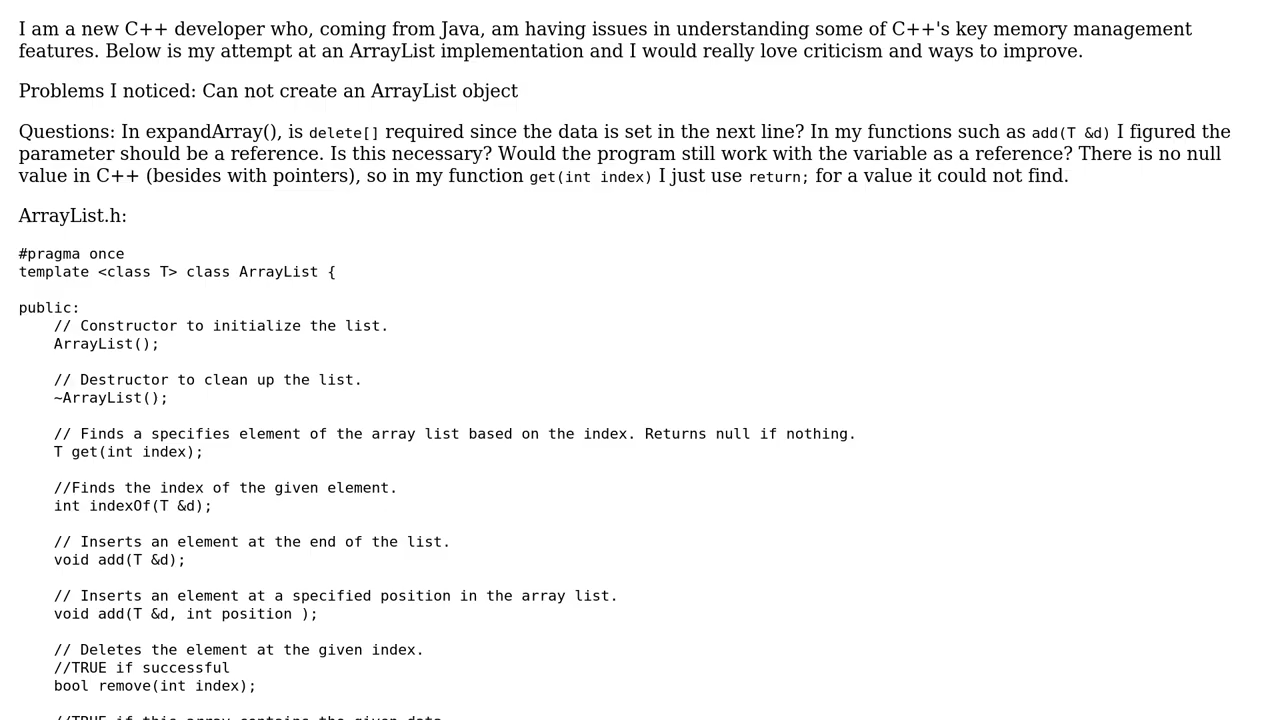 I am a new C++ developer who, coming from Java, am having issues in understanding some of C++'s key memory management
features. Below is my attempt at an ArrayList implementation and I would really love criticism and ways to improve.
Problems I noticed: Can not create an ArrayList object
Questions: In expandArray(), is delete[] required since the data is set in the next line? In my functions such as add(T &d) I figured the
parameter should be a reference. Is this necessary? Would the program still work with the variable as a reference? There is no null
value in C++ (besides with pointers), so in my function get(int index) I just use return; for a value it could not find.
ArrayList.h:
#pragma once
template <class T> class ArrayList {
public:
    // Constructor to initialize the list.
    ArrayList();
    // Destructor to clean up the list.
    ~ArrayList();
    // Finds a specifies element of the array list based on the index. Returns null if nothing.
    T get(int index);
    //Finds the index of the given element.
    int indexOf(T &d);
    // Inserts an element at the end of the list.
    void add(T &d);
    // Inserts an element at a specified position in the array list.
    void add(T &d, int position );
    // Deletes the element at the given index.
    //TRUE if successful
    bool remove(int index);
    //TRUE if this array contains the given data